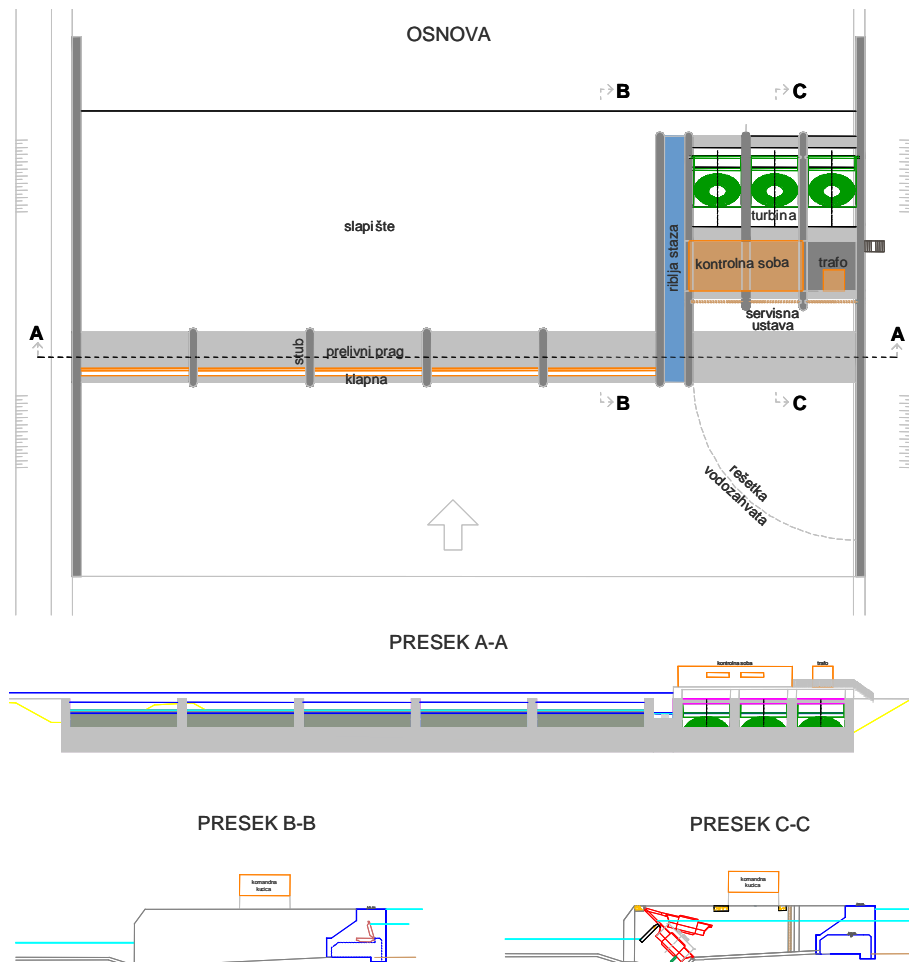 OSNOVA
B
C
slapište
riblja staza
turbina
kontrolna soba
trafo
servisna
ustava
A
A
stub
prelivni prag
klapna
B
C
rešetka
vodozahvata
PRESEK A-A
kontrolna soba
trafo
PRESEK B-B
PRESEK C-C
komandna
kucica
komandna
kucica